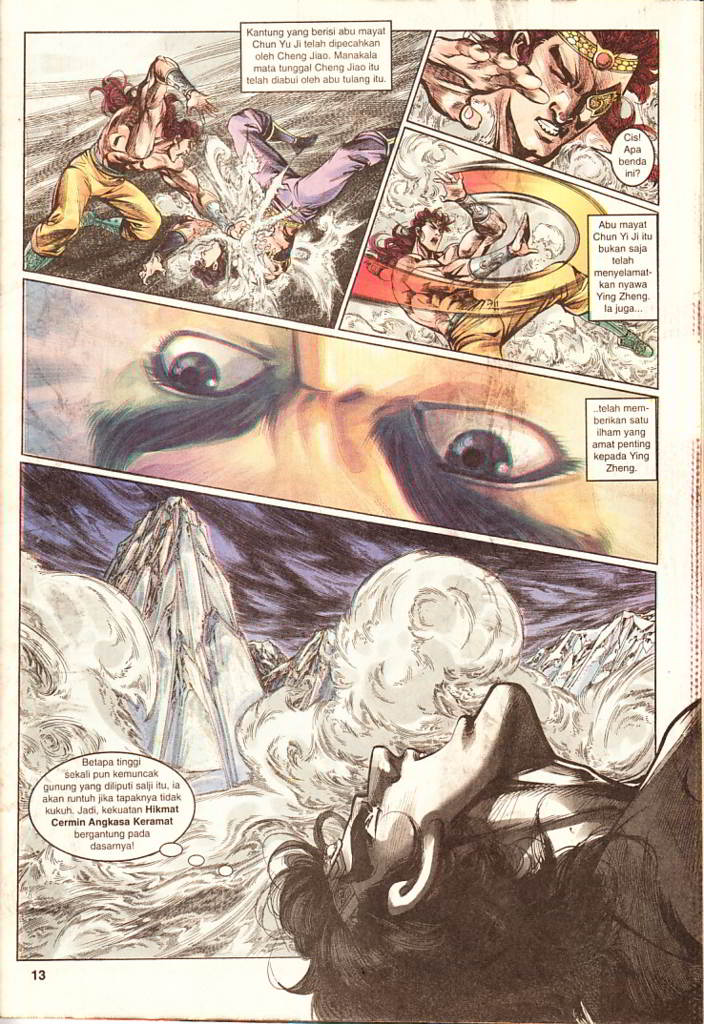 Kantung yang berisi abu mayat
Chun Yu Ji telah dipecahkan
oleh Cheng Jiao. Manakala
mata tunggal Cheng Jiao itu
telah diabui oleh abu tulang itu.
Cis!
Apa
benda
ini?
Abu mayat
Chun Yi Ji itu
bukan saja
telah
menyelamat-
kan nyawa
Ying Zheng.
Ia juga...
..telah mem-
berikan satu
ilham yang
amat penting
kepada Ying
Zheng.
Betapa tinggi
sekali pun kemuncak
gunung yang diliputi salji itu, ia
akan runtuh jika tapaknya tidak
kukuh. Jadi, kekuatan Hikmat
Cermin Angkasa Keramat
bergantung pada
dasarnya!
13